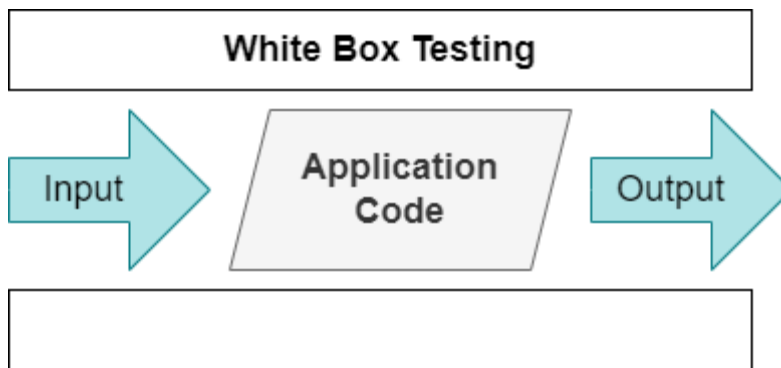 White Box Testing
Input
Application
Code
Output